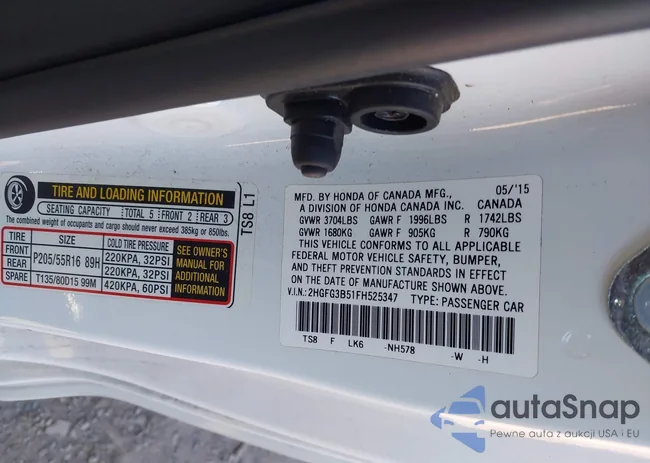 TIRE AND LOADING INFORMATION
SEATING CAPACITY TOTAL 5 FRONT 2 REAR 3
The combined weight of occupants and cargo should never exceed 385kg or 850lbs.
TIRE SIZE COLD TIRE PRESSURE
FRONT P205/55R16 89H 220KPA, 32PSI
REAR 220KPA, 32PSI
SPARE T135/80D15 99M 420KPA, 60PSI
SEE OWNER'S
MANUAL FOR
ADDITIONAL
INFORMATION
TS8 L1
05/'15
MFD. BY HONDA OF CANADA MFG., CANADA
A DIVISION OF HONDA CANADA INC.
GVWR 3704LBS GAWR F 1996LBS R 1742LBS
GVWR 1680KG GAWR F 905KG R 790KG
THIS VEHICLE CONFORMS TO ALL APPLICABLE
FEDERAL MOTOR VEHICLE SAFETY, BUMPER,
AND THEFT PREVENTION STANDARDS IN EFFECT
ON THE DATE OF MANUFACTURE SHOWN ABOVE.
V.I.N.: 2HGFG3B51FH525347 TYPE: PASSENGER CAR
TS8 F LK6 -NH578 -W -H
autaSnap
Pewne auta z aukcji USA i EU